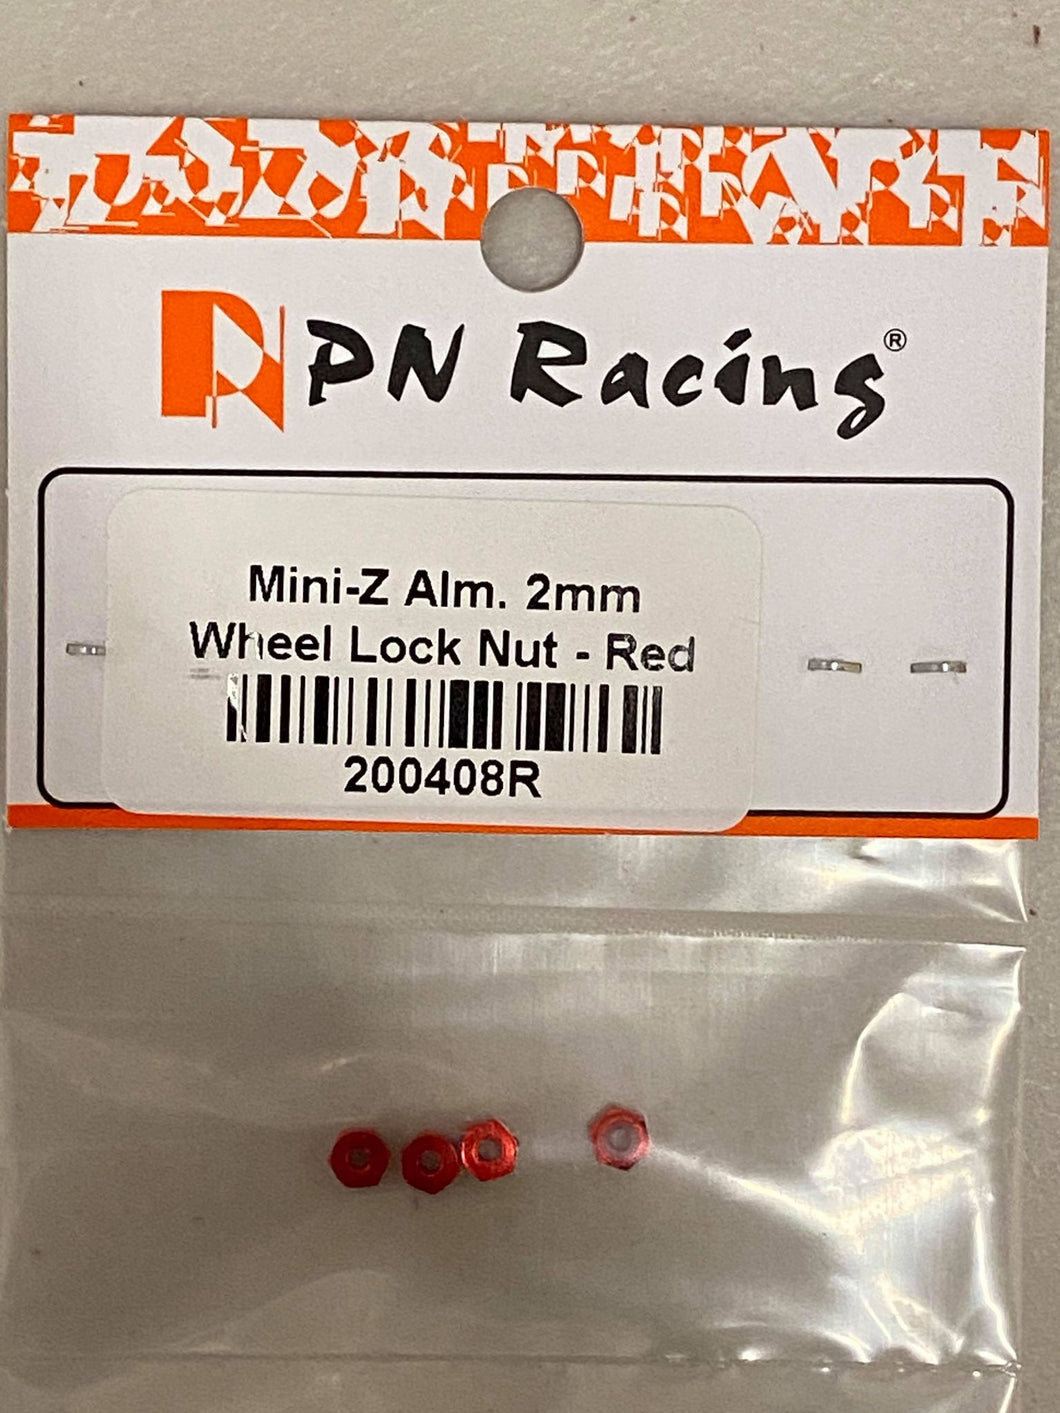 PN Racing®
Mini-Z Alm. 2mm
Wheel Lock Nut - Red
200408R